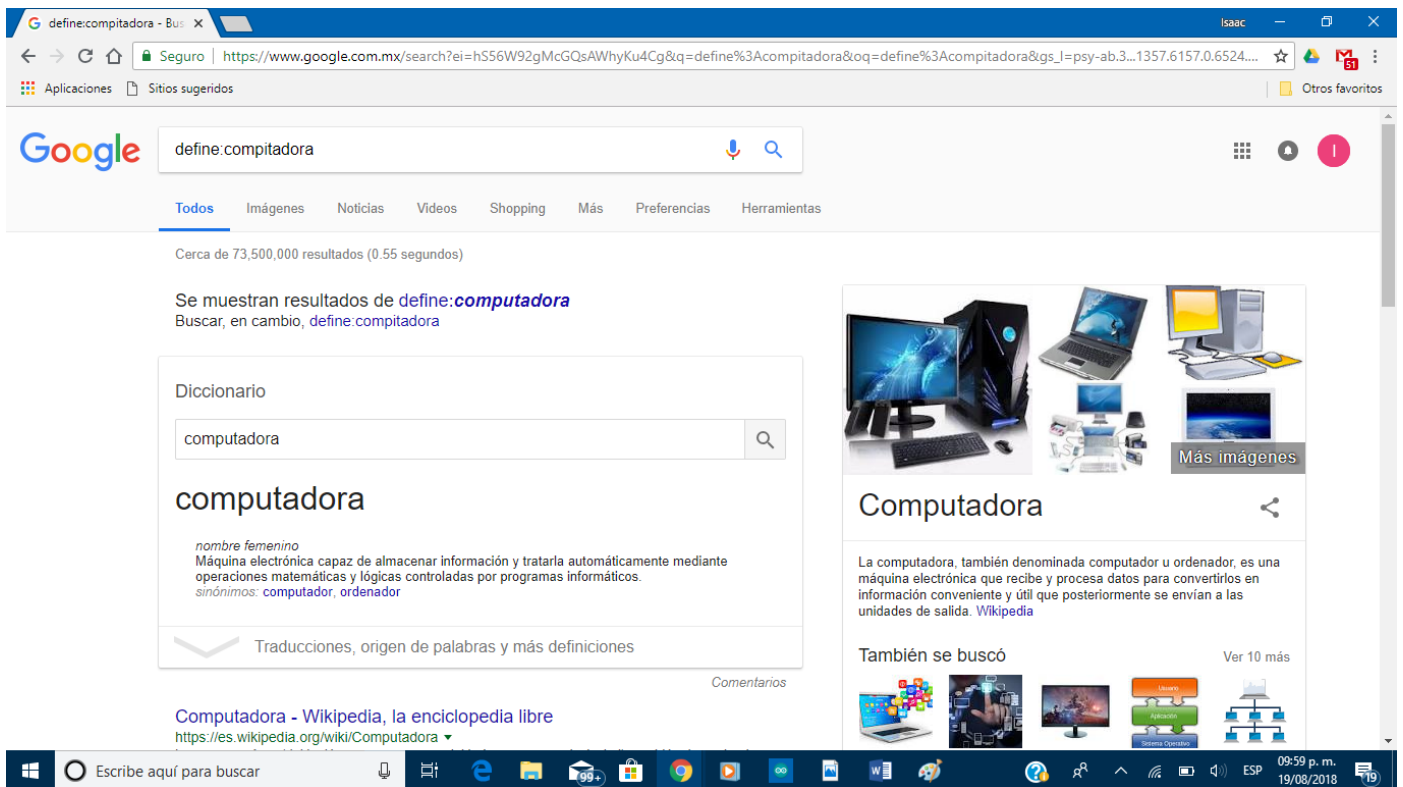 define:compitadora - Bus
Isaac
Seguro
https://www.google.com.mx/search?ei=hS56W92gMcGQsAWhyKu4Cg&q=define%3Acompitadora&oq=define%3Acompitadora&gs_l=psy-ab.3...1357.6157.0.6524....
51
Aplicaciones Sitios sugeridos Otros favoritos
Google define:compitadora
I
Todos Imágenes Noticias Videos Shopping Más Preferencias Herramientas
Cerca de 73,500,000 resultados (0.55 segundos)
Se muestran resultados de define:computadora
Buscar, en cambio, define:compitadora
Diccionario
computadora
computadora
nombre femenino
Máquina electrónica capaz de almacenar información y tratarla automáticamente mediante
operaciones matemáticas y lógicas controladas por programas informáticos.
sinónimos: computador, ordenador
Traducciones, origen de palabras y más definiciones
Comentarios
Computadora - Wikipedia, la enciclopedia libre
https://es.wikipedia.org/wiki/Computadora
Más imágenes
Computadora
La computadora, también denominada computador u ordenador, es una
máquina electrónica que recibe y procesa datos para convertirlos en
información conveniente y útil que posteriormente se envían a las
unidades de salida. Wikipedia
También se buscó Ver 10 más
Usuario
Aplicación
Sistema Operativo
Escribe aquí para buscar
99+
ESP
09:59 p. m.
19/08/2018
19